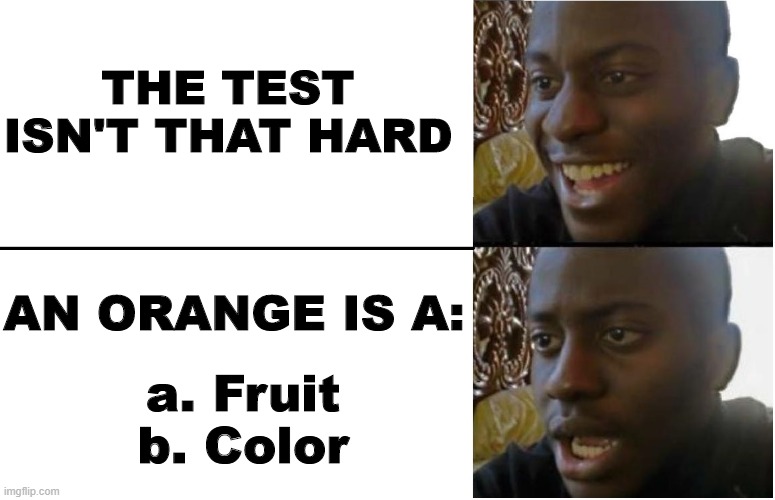 THE TEST
ISN'T THAT HARD
AN ORANGE IS A:
a. Fruit
b. Color
imgflip.com